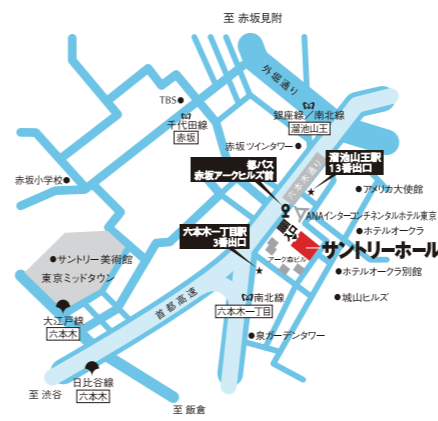 至 赤坂見附
外堀通り
TBS
千代田線
赤坂
銀座線／南北線
溜池山王
赤坂ツインタワー
六本木通り
溜池山王駅
13番出口
都バス
赤坂アークヒルズ前
赤坂小学校
アメリカ大使館
ANAインターコンチネンタルホテル東京
ホテルオークラ
六本木一丁目駅
3番出口
サントリーホール
アーク森ビル
サントリー美術館
東京ミッドタウン
ホテルオークラ別館
首都高速
南北線
六本木一丁目
城山ヒルズ
大江戸線
六本木
泉ガーデンタワー
日比谷線
六本木
至 渋谷
至 飯倉